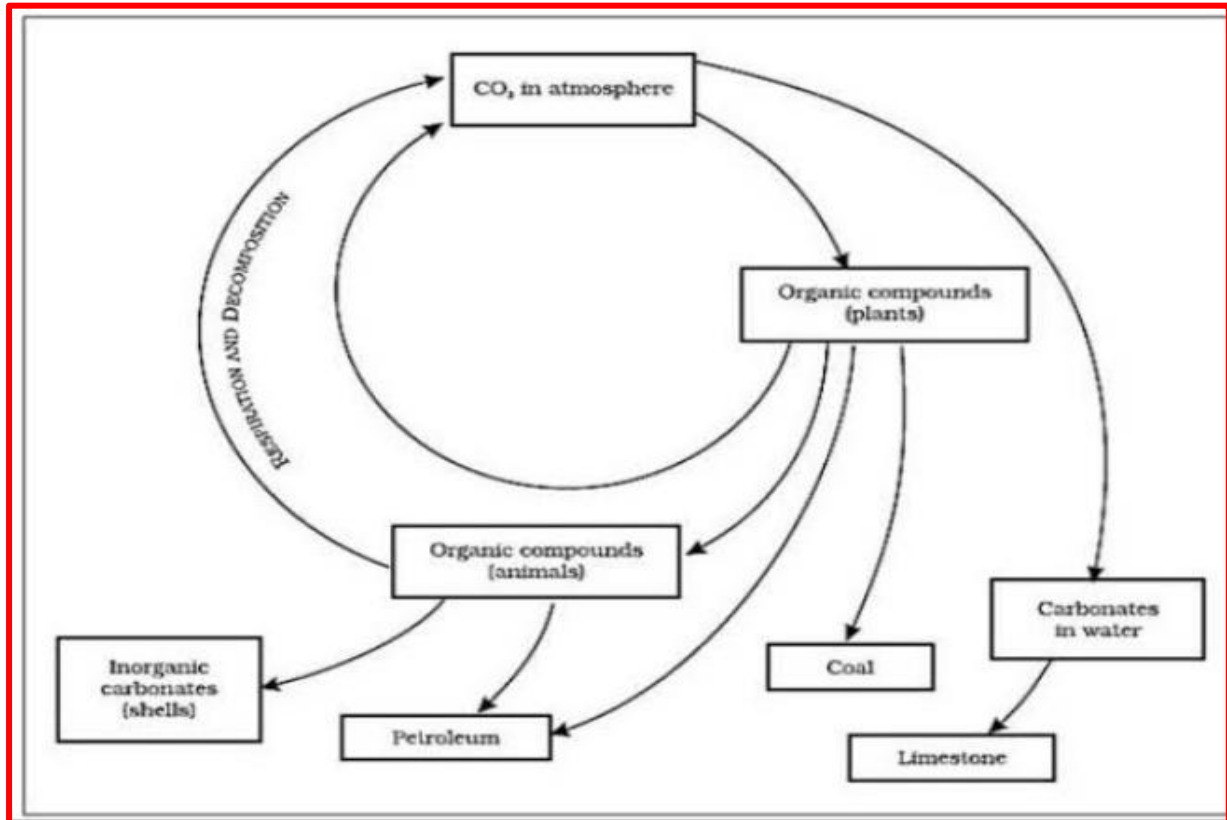 CO₂ in atmosphere
RESPIRATION AND DECOMPOSITION
Organic compounds
(plants)
Organic compounds
(animals)
Carbonates
in water
Inorganic
carbonates
(shells)
Coal
Petroleum
Limestone